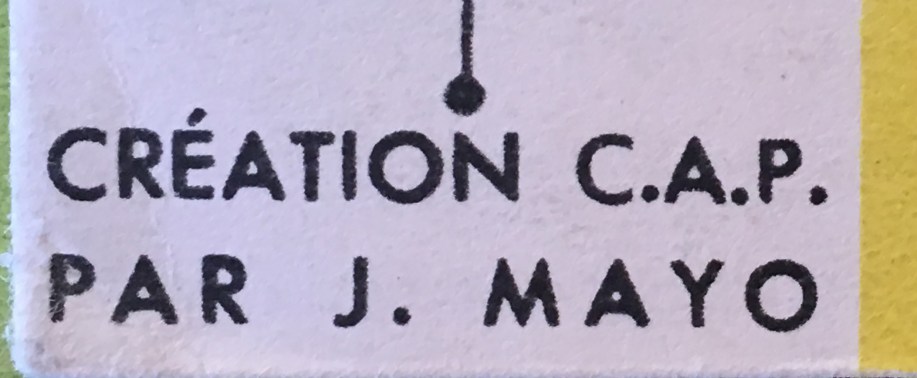 CRÉATION C.A.P.
PAR J. MAYO